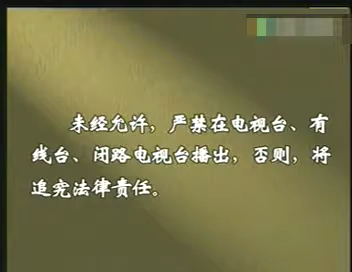 未经允许，严禁在电视台、有
线台、闭路电视台播出，否则，将
追究法律责任。